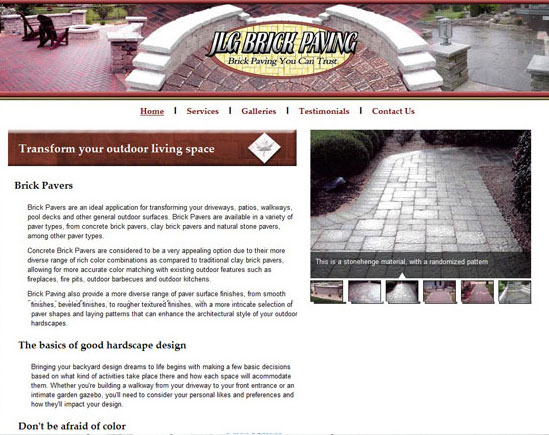 JLG BRICK PAVING
Brick Paving You Can Trust.
Home | Services | Galleries | Testimonials | Contact Us
Transform your outdoor living space
Brick Pavers
Brick Pavers are an ideal application for transforming your driveways, patios, walkways,
pool decks and other general outdoor surfaces. Brick Pavers are available in a variety of
paver types, from concrete brick pavers, clay brick pavers and natural stone pavers,
among other paver types.
Concrete Brick Pavers are considered to be a very appealing option due to their more
diverse range of rich color combinations as compared to traditional clay brick pavers,
allowing for more accurate color matching with existing outdoor features such as
fireplaces, fire pits, outdoor barbecues and outdoor kitchens.
Brick Paving also provide a more diverse range of paver surface finishes, from smooth
finishes, beveled finishes, to rougher textured finishes, with a more intricate selection of
paver shapes and laying patterns that can enhance the architectural style of your outdoor
hardscapes.
This is a stonehenge material, with a randomized pattern
The basics of good hardscape design
Bringing your backyard design dreams to life begins with making a few basic decisions
based on what kind of activities take place there and how each space will acommodate
them. Whether you're building a walkway from your driveway to your front entrance or an
intimate garden gazebo, you'll need to consider your personal likes and preferences and
how they'll impact your design.
Don't be afraid of color